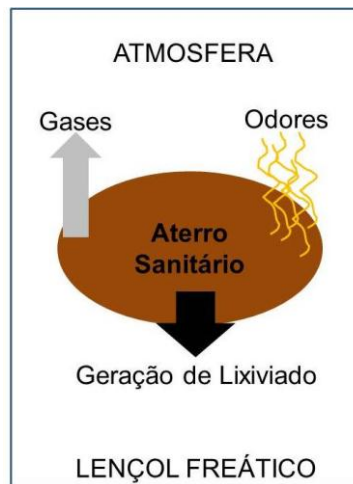 ATMOSFERA
Gases
Odores
Aterro
Sanitário
Geração de Lixiviado
LENÇOL FREÁTICO